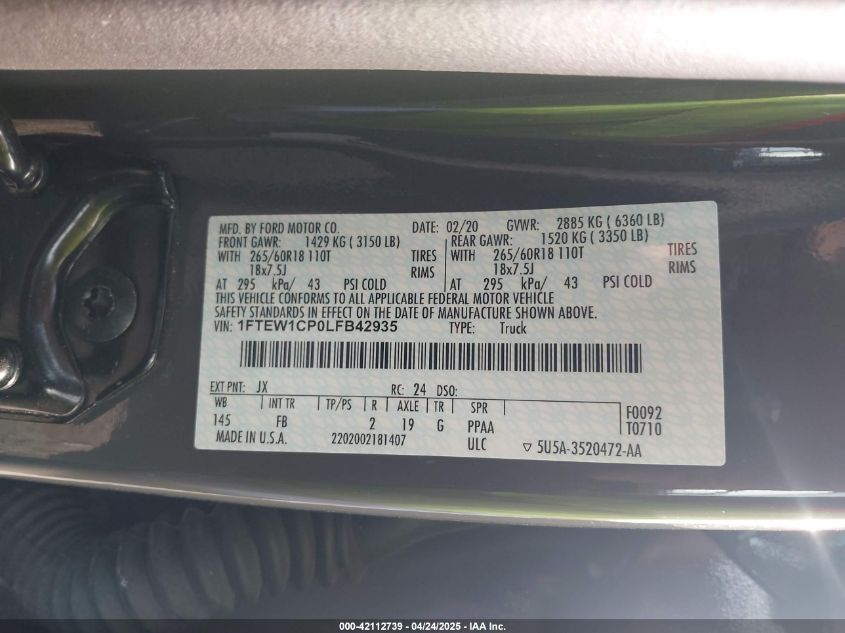 MFD. BY FORD MOTOR CO. DATE: 02/20 GVWR: 2885 KG ( 6360 LB)
FRONT GAWR: 1429 KG ( 3150 LB) REAR GAWR: 1520 KG ( 3350 LB)
WITH 265/60R18 110T TIRES WITH 265/60R18 110T TIRES
18x7.5J RIMS 18x7.5J RIMS
AT 295 kPa/ 43 PSI COLD AT 295 kPa/ 43 PSI COLD
THIS VEHICLE CONFORMS TO ALL APPLICABLE FEDERAL MOTOR VEHICLE
SAFETY STANDARDS IN EFFECT ON THE DATE OF MANUFACTURE SHOWN ABOVE.
VIN: 1FTEW1CP0LFB42935 TYPE: Truck
EXT PNT: JX RC: 24 DSO:
WB INT TR TP/PS R AXLE TR SPR F0092
145 FB 2 19 G PPAA T0710
MADE IN U.S.A. 2202002181407 ULC ▽ 5U5A-3520472-AA
000-42112739 - 04/24/2025 - IAA Inc.